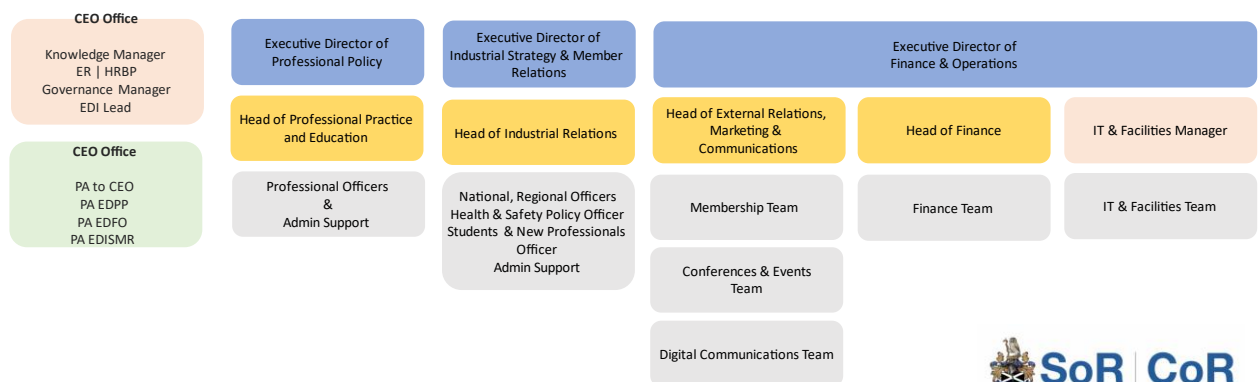 CEO Office
Knowledge Manager
ER | HRBP
Governance Manager
EDI Lead
CEO Office
PA to CEO
PA EDPP
PA EDFO
PA EDISMR
Executive Director of
Professional Policy
Head of Professional Practice
and Education
Professional Officers
&
Admin Support
Executive Director of
Industrial Strategy & Member
Relations
Head of Industrial Relations
National, Regional Officers
Health & Safety Policy Officer
Students & New Professionals
Officer
Admin Support
Executive Director of
Finance & Operations
Head of External Relations,
Marketing &
Communications
Membership Team
Conferences & Events
Team
Digital Communications Team
Head of Finance
Finance Team
IT & Facilities Manager
IT & Facilities Team
SoR | CoR